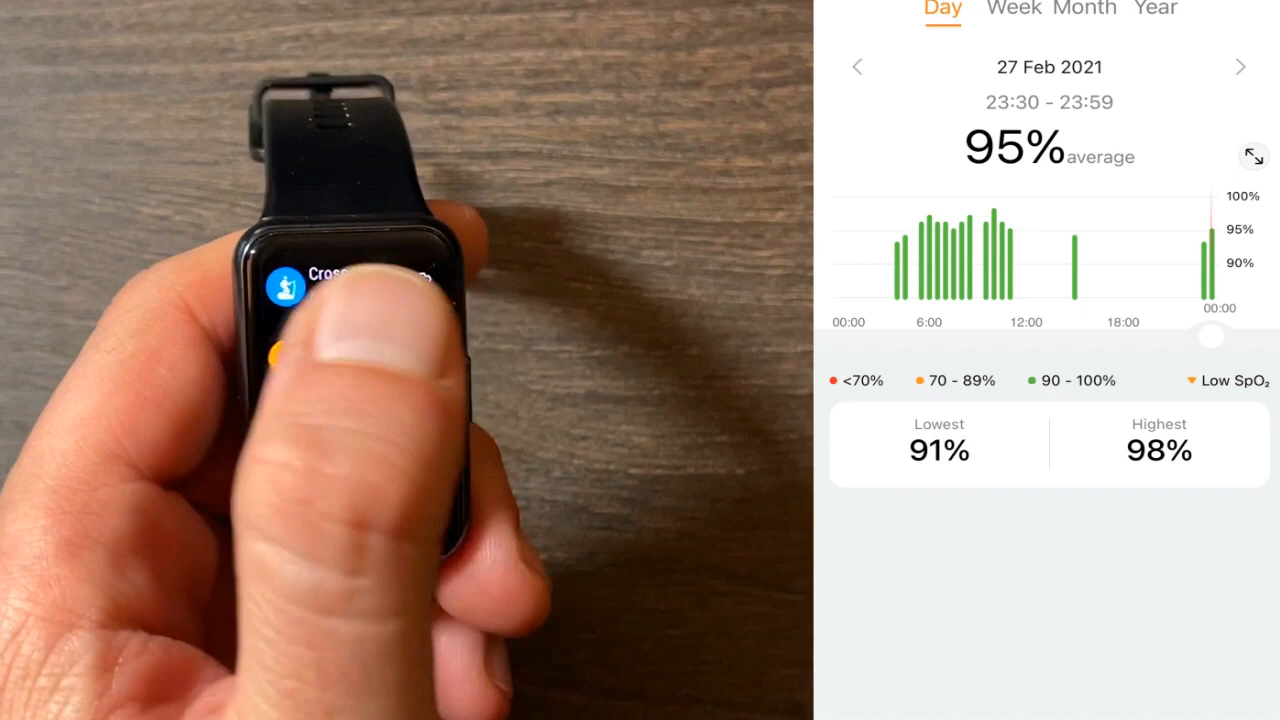 Cros
Day Week Month Year
27 Feb 2021
23:30 - 23:59
95% average
100%
95%
90%
00:00
00:00 6:00 12:00 18:00
<70% 70 - 89% 90 - 100% Low SpO₂
Lowest Highest
91% 98%